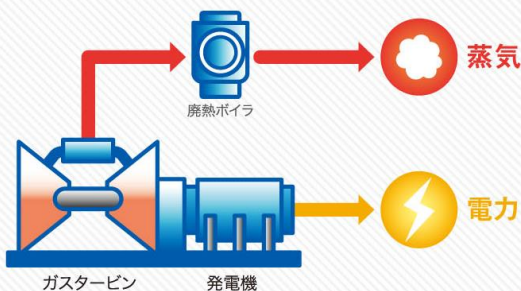 蒸気
廃熱ボイラ
電力
ガスタービン
発電機